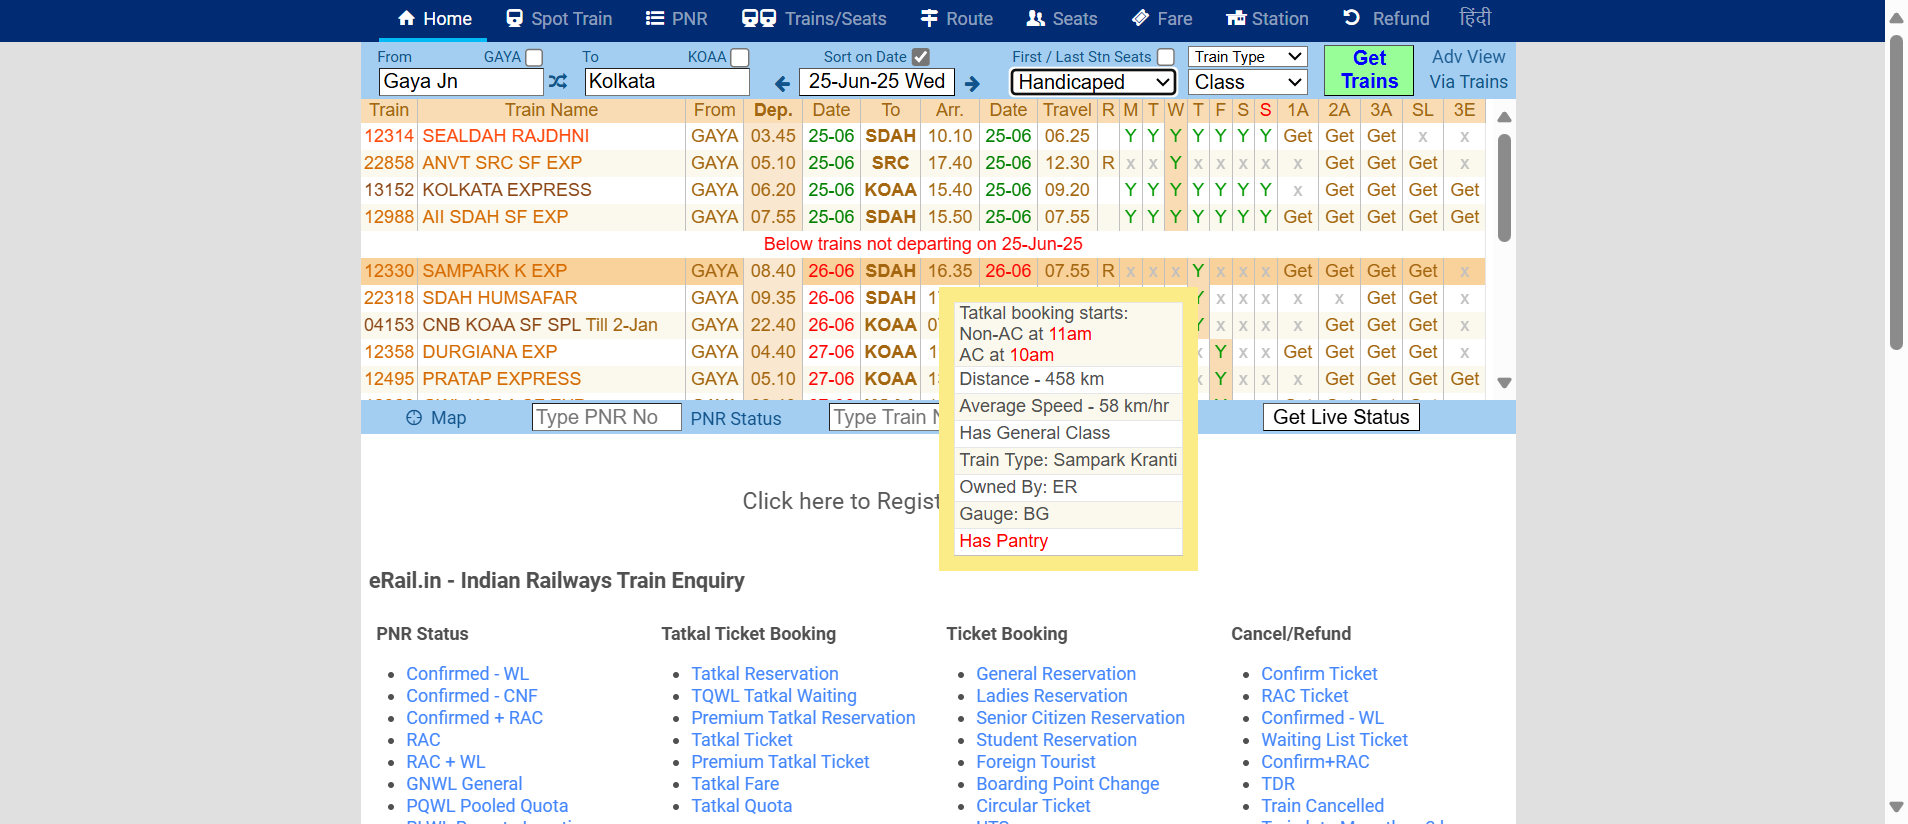 Home Spot Train PNR Trains/Seats Route Seats Fare Station Refund हिंदी
From GAYA To KOAA Sort on Date First / Last Stn Seats Train Type Get Trains Adv View
Gaya Jn Kolkata 25-Jun-25 Wed Handicaped Class Via Trains
Train Train Name From Dep. Date To Arr. Date Travel R M T W T F S S 1A 2A 3A SL 3E
12314 SEALDAH RAJDHNI GAYA 03.45 25-06 SDAH 10.10 25-06 06.25 Y Y Y Y Y Y Y Get Get Get x x
22858 ANVT SRC SF EXP GAYA 05.10 25-06 SRC 17.40 25-06 12.30 R x x Y x x x x x Get Get Get x
13152 KOLKATA EXPRESS GAYA 06.20 25-06 KOAA 15.40 25-06 09.20 Y Y Y Y Y Y Y x Get Get Get Get
12988 AII SDAH SF EXP GAYA 07.55 25-06 SDAH 15.50 25-06 07.55 Y Y Y Y Y Y Y Get Get Get Get Get
Below trains not departing on 25-Jun-25
12330 SAMPARK K EXP GAYA 08.40 26-06 SDAH 16.35 26-06 07.55 R x x x Y x x x Get Get Get Get x
22318 SDAH HUMSAFAR GAYA 09.35 26-06 SDAH Y x x x x x Get Get x
04153 CNB KOAA SF SPL Till 2-Jan GAYA 22.40 26-06 KOAA Y x x x x Get Get Get x
12358 DURGIANA EXP GAYA 04.40 27-06 KOAA x Y x x Get Get Get Get x
12495 PRATAP EXPRESS GAYA 05.10 27-06 KOAA x Y x x x Get Get Get Get
Tatkal booking starts:
Non-AC at 11am
AC at 10am
Distance - 458 km
Average Speed - 58 km/hr
Has General Class
Train Type: Sampark Kranti
Owned By: ER
Gauge: BG
Has Pantry
Map Type PNR No PNR Status Type Train Get Live Status
Click here to
eRail.in - Indian Railways Train Enquiry
PNR Status
Confirmed - WL
Confirmed - CNF
Confirmed + RAC
RAC
RAC + WL
GNWL General
PQWL Pooled Quota
Tatkal Ticket Booking
Tatkal Reservation
TQWL Tatkal Waiting
Premium Tatkal Reservation
Tatkal Ticket
Premium Tatkal Ticket
Tatkal Fare
Tatkal Quota
Ticket Booking
General Reservation
Ladies Reservation
Senior Citizen Reservation
Student Reservation
Foreign Tourist
Boarding Point Change
Circular Ticket
Cancel/Refund
Confirm Ticket
RAC Ticket
Confirmed - WL
Waiting List Ticket
Confirm+RAC
TDR
Train Cancelled